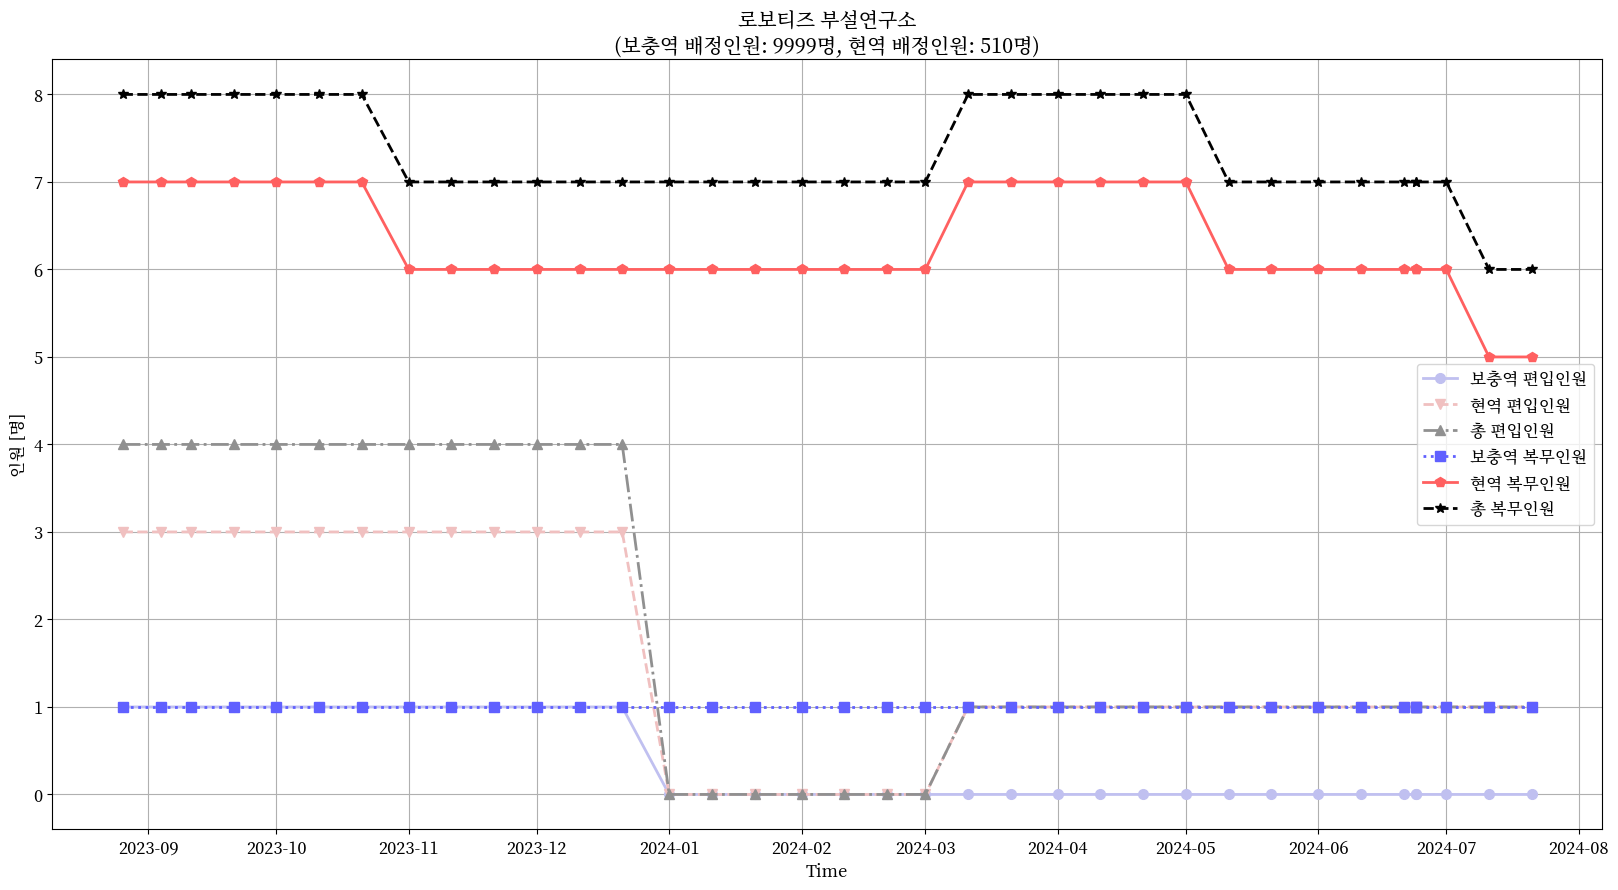 로보티즈 부설연구소
(보충역 배정인원: 9999명, 현역 배정인원: 510명)
인원 [명]
8
7
6
5
4
3
2
1
0
보충역 편입인원
현역 편입인원
총 편입인원
보충역 복무인원
현역 복무인원
총 복무인원
2023-09 2023-10 2023-11 2023-12 2024-01 2024-02 2024-03 2024-04 2024-05 2024-06 2024-07 2024-08
Time